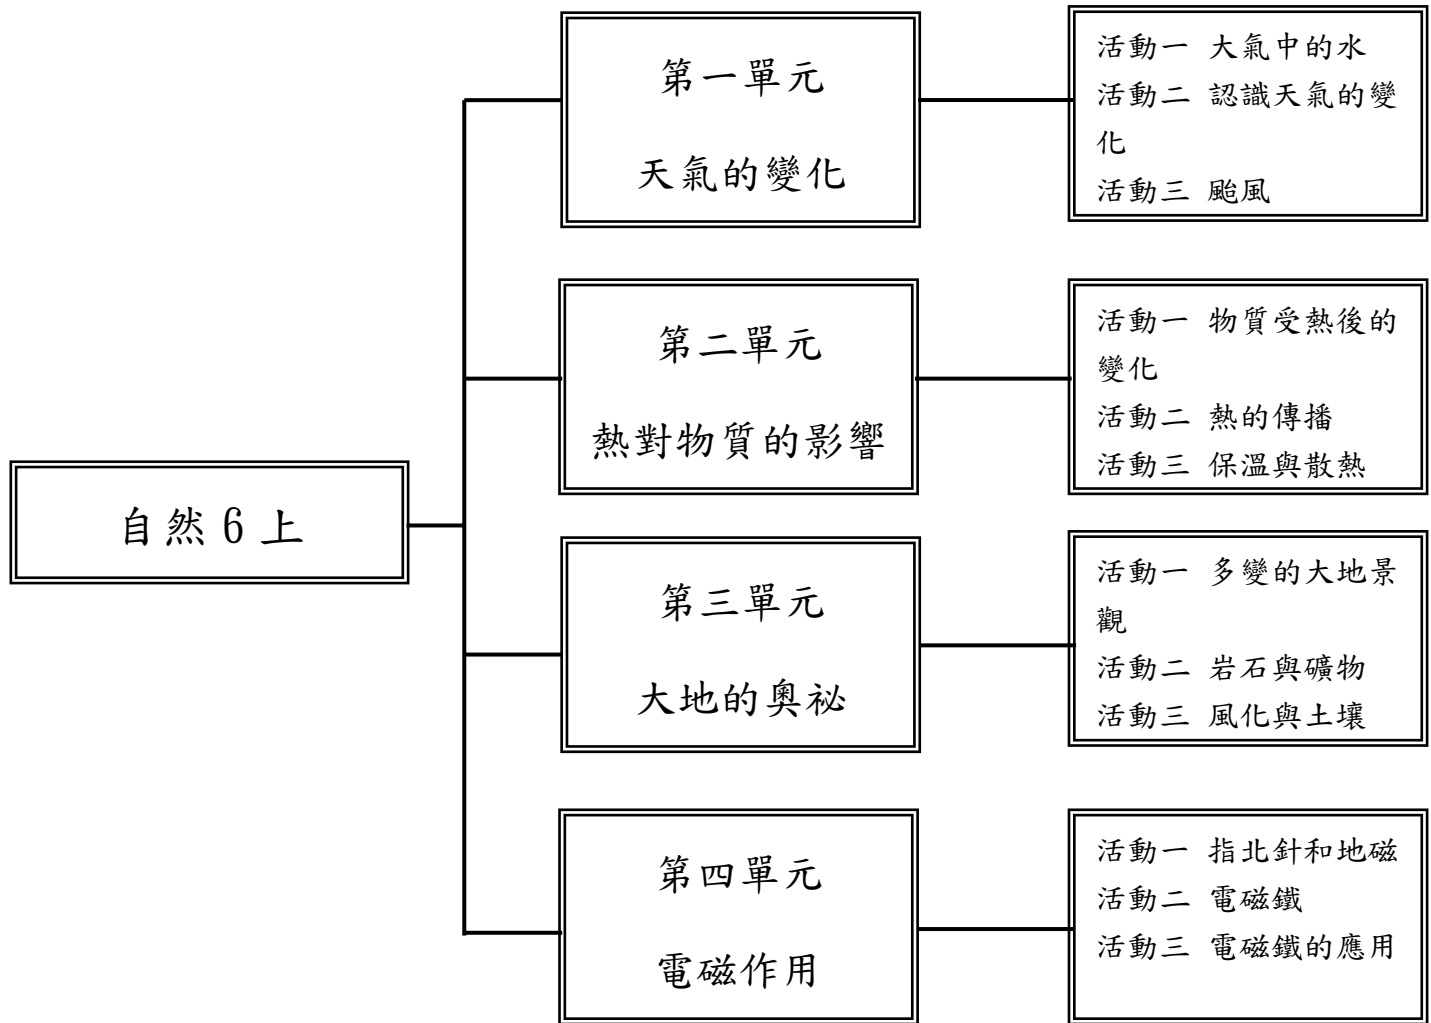 自然 6 上
第一單元
天氣的變化
活動一 大氣中的水
活動二 認識天氣的變
化
活動三 颱風
第二單元
熱對物質的影響
活動一 物質受熱後的
變化
活動二 熱的傳播
活動三 保溫與散熱
第三單元
大地的奧祕
活動一 多變的大地景
觀
活動二 岩石與礦物
活動三 風化與土壤
第四單元
電磁作用
活動一 指北針和地磁
活動二 電磁鐵
活動三 電磁鐵的應用